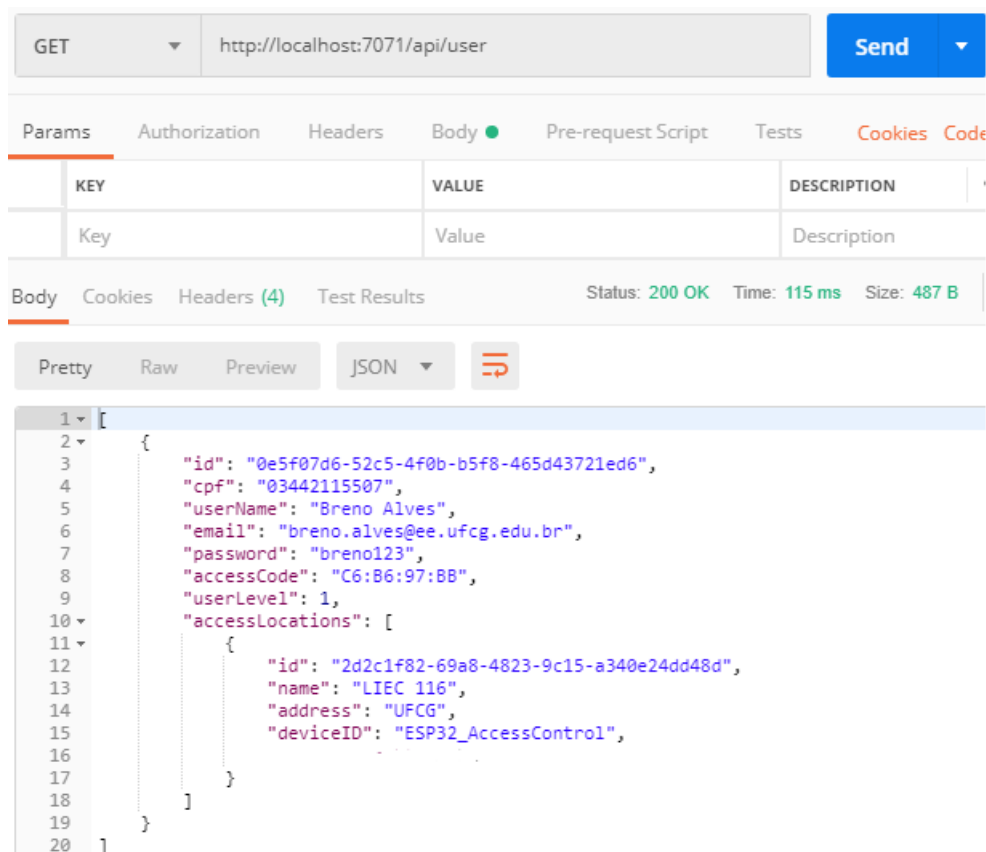 GET http://localhost:7071/api/user Send
Params Authorization Headers Body Pre-request Script Tests Cookies Code
KEY VALUE DESCRIPTION
Key Value Description
Body Cookies Headers (4) Test Results Status: 200 OK Time: 115 ms Size: 487 B
Pretty Raw Preview JSON
1 [
2 {
3 "id": "0e5f07d6-52c5-4f0b-b5f8-465d43721ed6",
4 "cpf": "03442115507",
5 "userName": "Breno Alves",
6 "email": "breno.alves@ee.ufcg.edu.br",
7 "password": "breno123",
8 "accessCode": "C6:B6:97:BB",
9 "userLevel": 1,
10 "accessLocations": [
11 {
12 "id": "2d2c1f82-69a8-4823-9c15-a340e24dd48d",
13 "name": "LIEC 116",
14 "address": "UFCG",
15 "deviceID": "ESP32_AccessControl",
16
17 }
18 ]
19 }
20 ]